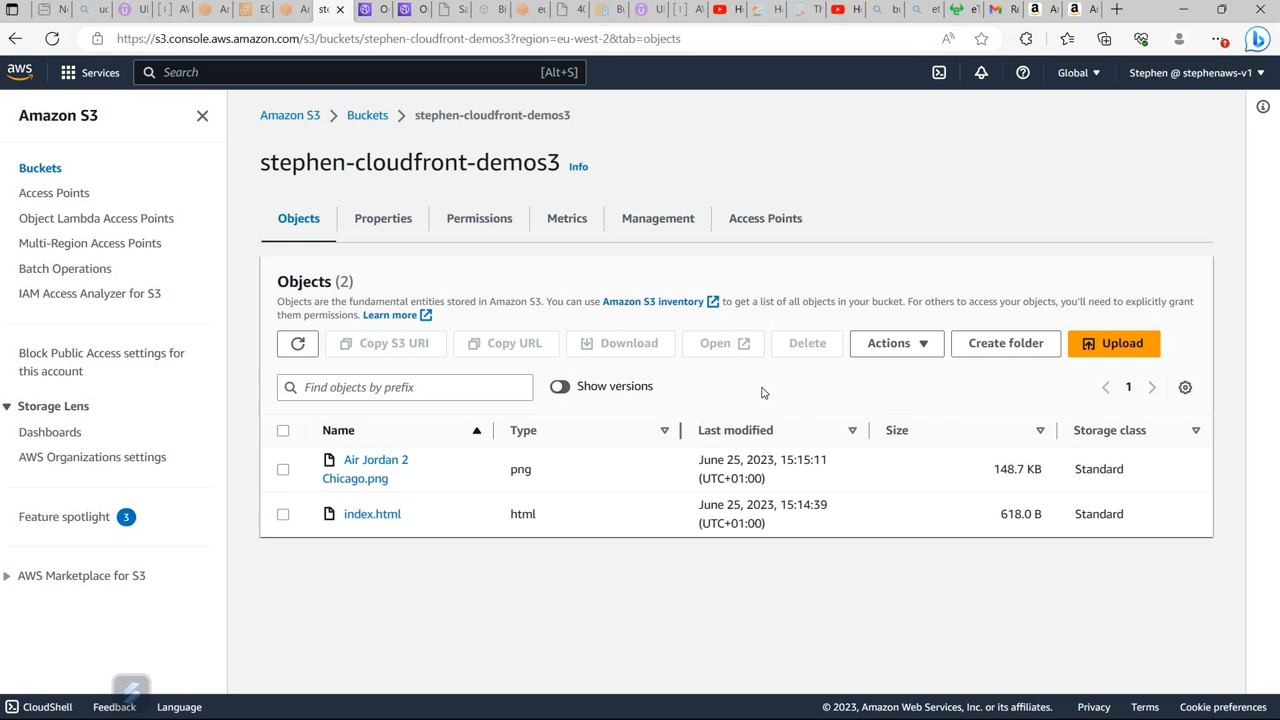 https://s3.console.aws.amazon.com/s3/buckets/stephen-cloudfront-demos3?region=eu-west-2&tab=objects
aws
Services
Search
[Alt+S]
Global
Stephen @ stephenaws-v1
Amazon S3
Buckets
Access Points
Object Lambda Access Points
Multi-Region Access Points
Batch Operations
IAM Access Analyzer for S3
Block Public Access settings for
this account
Storage Lens
Dashboards
AWS Organizations settings
Feature spotlight 3
AWS Marketplace for S3
Amazon S3 > Buckets > stephen-cloudfront-demos3
stephen-cloudfront-demos3 Info
Objects Properties Permissions Metrics Management Access Points
Objects (2)
Objects are the fundamental entities stored in Amazon S3. You can use Amazon S3 inventory to get a list of all objects in your bucket. For others to access your objects, you'll need to explicitly grant
them permissions. Learn more
Copy S3 URI Copy URL Download Open Delete Actions Create folder Upload
Find objects by prefix Show versions 1
Name Type Last modified Size Storage class
Air Jordan 2
Chicago.png
png
June 25, 2023, 15:15:11
(UTC+01:00)
148.7 KB
Standard
index.html
html
June 25, 2023, 15:14:39
(UTC+01:00)
618.0 B
Standard
CloudShell Feedback Language © 2023, Amazon Web Services, Inc. or its affiliates. Privacy Terms Cookie preferences